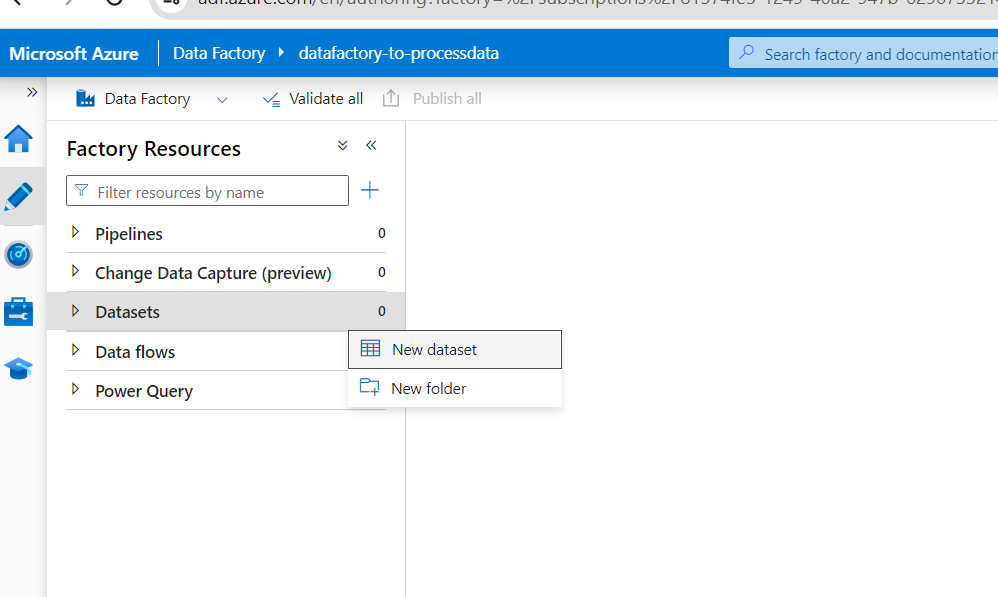 Microsoft Azure
Data Factory
datafactory-to-processdata
Search factory and documentation
Data Factory
Validate all
Publish all
Factory Resources
Filter resources by name
Pipelines 0
Change Data Capture (preview) 0
Datasets 0
New dataset
Data flows
New folder
Power Query